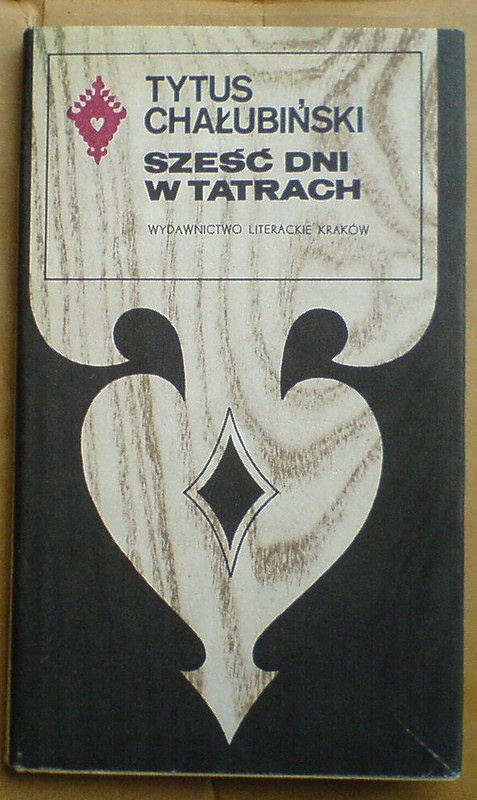 TYTUS
CHAŁUBIŃSKI
SZEŚĆ DNI
W TATRACH
WYDAWNICTWO LITERACKIE KRAKÓW